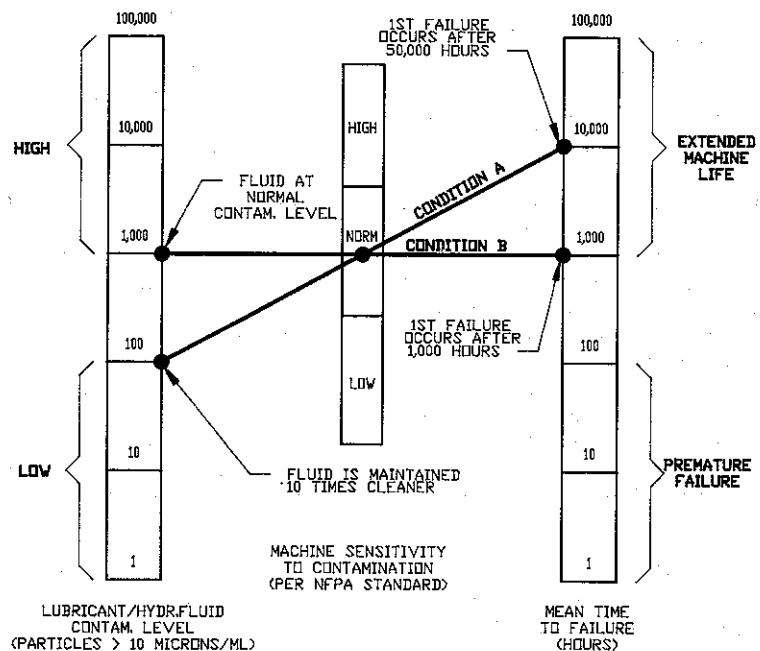 100,000
10,000
1,000
100
10
1
HIGH
LOW
LUBRICANT/HYDR.FLUID
CONTAM. LEVEL
(PARTICLES > 10 MICRONS/ML)
FLUID AT
NORMAL
CONTAM. LEVEL
FLUID IS MAINTAINED
10 TIMES CLEANER
HIGH
NORM
LOW
MACHINE SENSITIVITY
TO CONTAMINATION
(PER NFPA STANDARD)
CONDITION A
CONDITION B
1ST FAILURE
OCCURS AFTER
50,000 HOURS
1ST FAILURE
OCCURS AFTER
1,000 HOURS
100,000
10,000
1,000
100
10
1
EXTENDED
MACHINE
LIFE
PREMATURE
FAILURE
MEAN TIME
TO FAILURE
(HOURS)